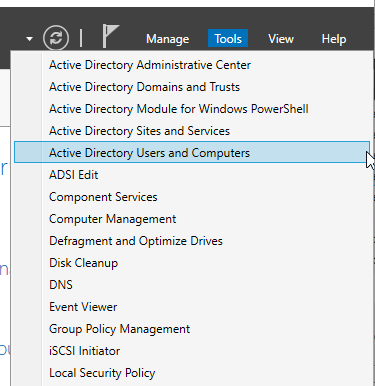 Manage Tools View Help
Active Directory Administrative Center
Active Directory Domains and Trusts
Active Directory Module for Windows PowerShell
Active Directory Sites and Services
Active Directory Users and Computers
ADSI Edit
Component Services
Computer Management
Defragment and Optimize Drives
Disk Cleanup
DNS
Event Viewer
Group Policy Management
iSCSI Initiator
Local Security Policy